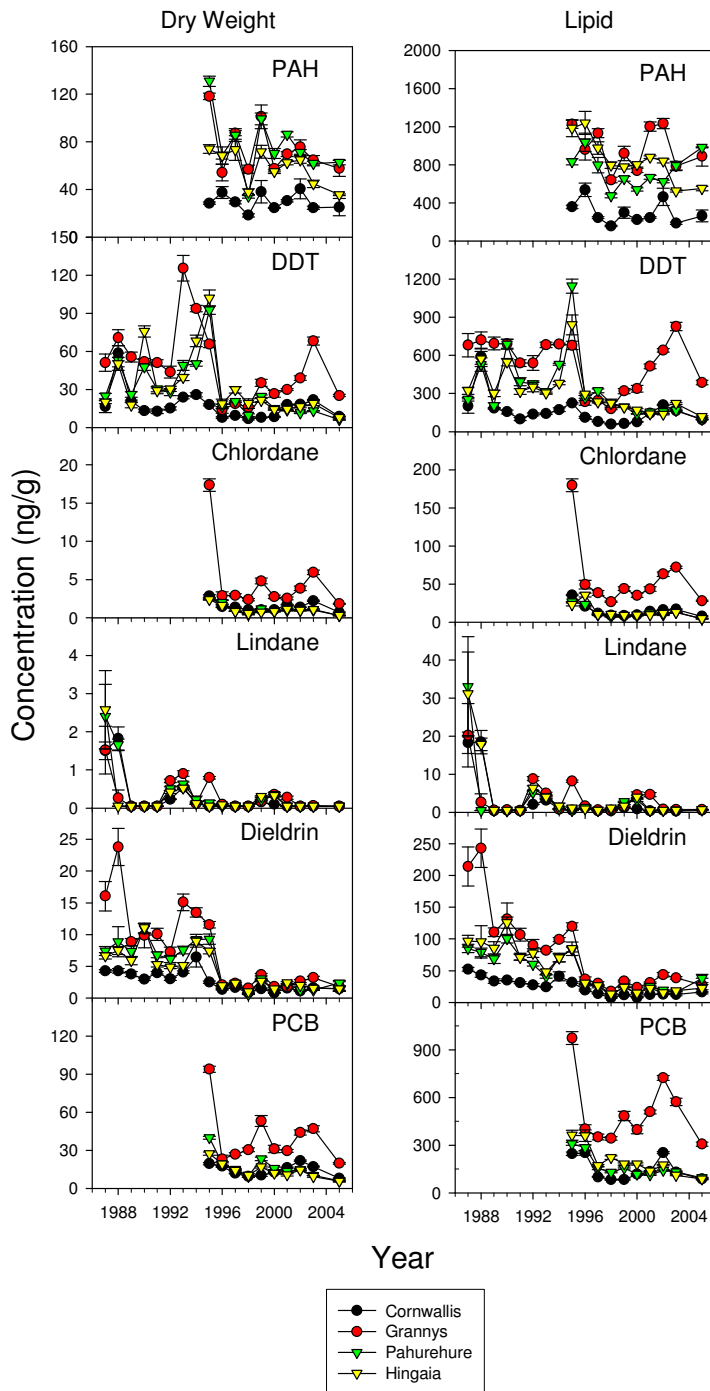 Dry Weight
Lipid
160
120
80
40
0
PAH
2000
1600
1200
800
400
0
PAH
150
120
90
60
30
0
DDT
1200
900
600
300
0
DDT
20
15
10
5
0
Chlordane
200
150
100
50
0
Chlordane
4
3
2
1
0
Lindane
40
30
20
10
0
Lindane
25
20
15
10
5
0
Dieldrin
250
200
150
100
50
0
Dieldrin
120
90
60
30
0
PCB
900
600
300
0
PCB
1988 1992 1996 2000 2004
1988 1992 1996 2000 2004
Concentration (ng/g)
Year
Cornwallis
Grannys
Pahurehure
Hingaia